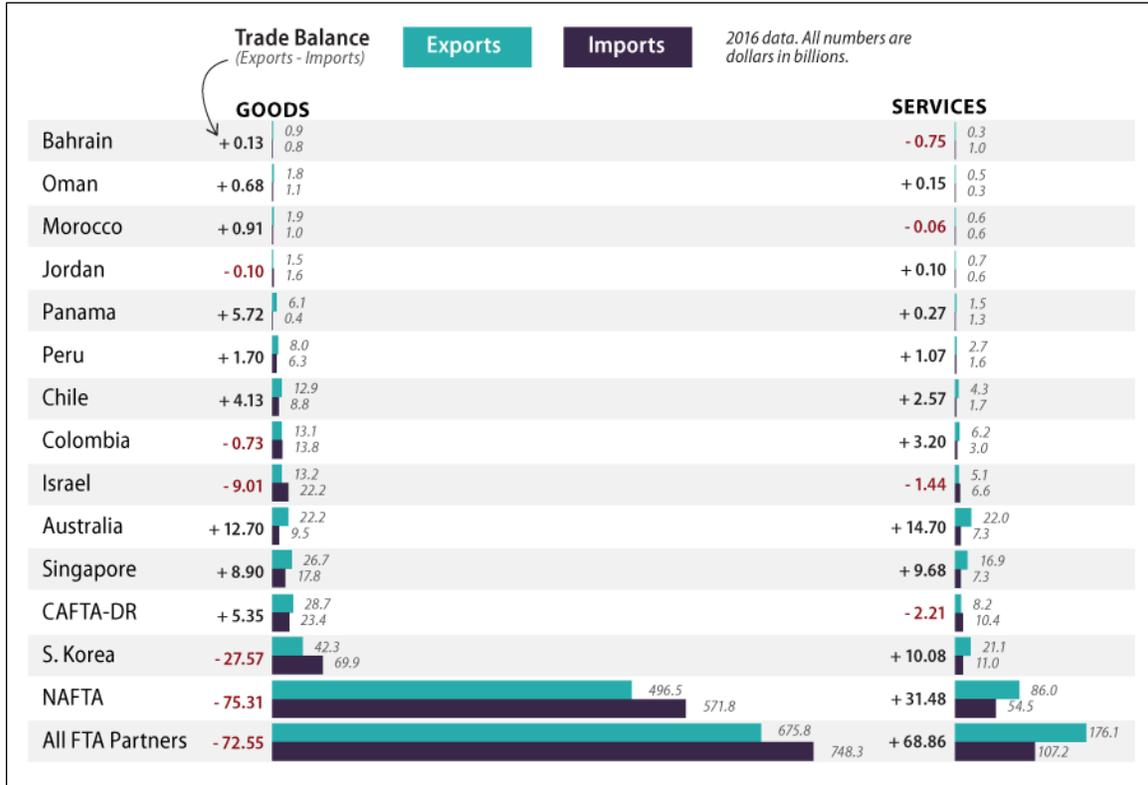 Trade Balance
(Exports - Imports)
Exports
Imports
2016 data. All numbers are
dollars in billions.
GOODS
SERVICES
Bahrain + 0.13 0.9 0.8 - 0.75 0.3 1.0
Oman + 0.68 1.8 1.1 + 0.15 0.5 0.3
Morocco + 0.91 1.9 1.0 - 0.06 0.6 0.6
Jordan - 0.10 1.5 1.6 + 0.10 0.7 0.6
Panama + 5.72 6.1 0.4 + 0.27 1.5 1.3
Peru + 1.70 8.0 6.3 + 1.07 2.7 1.6
Chile + 4.13 12.9 8.8 + 2.57 4.3 1.7
Colombia - 0.73 13.1 13.8 + 3.20 6.2 3.0
Israel - 9.01 13.2 22.2 - 1.44 5.1 6.6
Australia + 12.70 22.2 9.5 + 14.70 22.0 7.3
Singapore + 8.90 26.7 17.8 + 9.68 16.9 7.3
CAFTA-DR + 5.35 28.7 23.4 - 2.21 8.2 10.4
S. Korea - 27.57 42.3 69.9 + 10.08 21.1 11.0
NAFTA - 75.31 496.5 571.8 + 31.48 86.0 54.5
All FTA Partners - 72.55 675.8 748.3 + 68.86 176.1 107.2